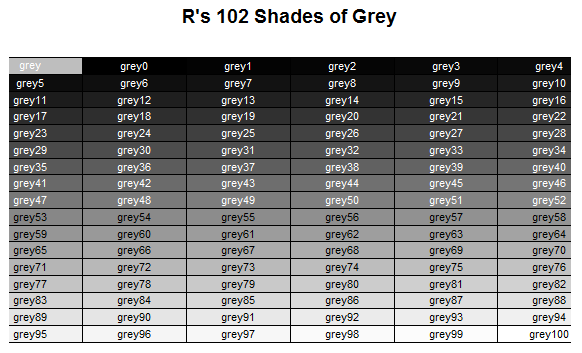 R's 102 Shades of Grey
grey grey0 grey1 grey2 grey3 grey4
grey5 grey6 grey7 grey8 grey9 grey10
grey11 grey12 grey13 grey14 grey15 grey16
grey17 grey18 grey19 grey20 grey21 grey22
grey23 grey24 grey25 grey26 grey27 grey28
grey29 grey30 grey31 grey32 grey33 grey34
grey35 grey36 grey37 grey38 grey39 grey40
grey41 grey42 grey43 grey44 grey45 grey46
grey47 grey48 grey49 grey50 grey51 grey52
grey53 grey54 grey55 grey56 grey57 grey58
grey59 grey60 grey61 grey62 grey63 grey64
grey65 grey66 grey67 grey68 grey69 grey70
grey71 grey72 grey73 grey74 grey75 grey76
grey77 grey78 grey79 grey80 grey81 grey82
grey83 grey84 grey85 grey86 grey87 grey88
grey89 grey90 grey91 grey92 grey93 grey94
grey95 grey96 grey97 grey98 grey99 grey100